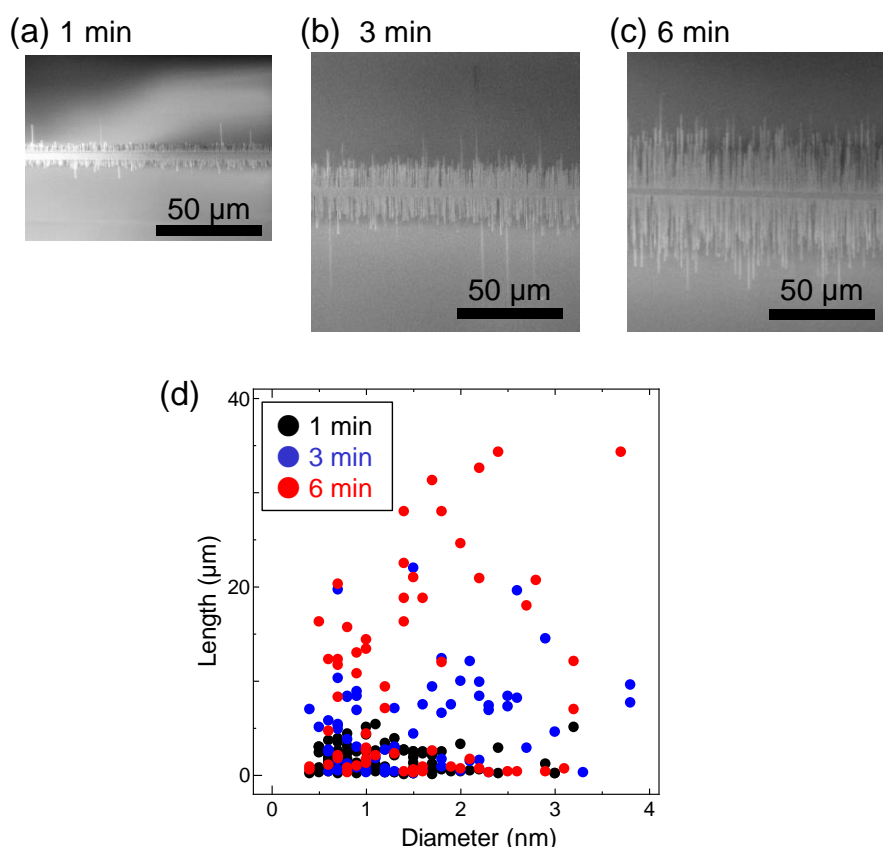 (a) 1 min
(b) 3 min
(c) 6 min
50 μm
50 μm
50 μm
(d)
40
20
0
Length (μm)
1 min
3 min
6 min
0 1 2 3 4
Diameter (nm)